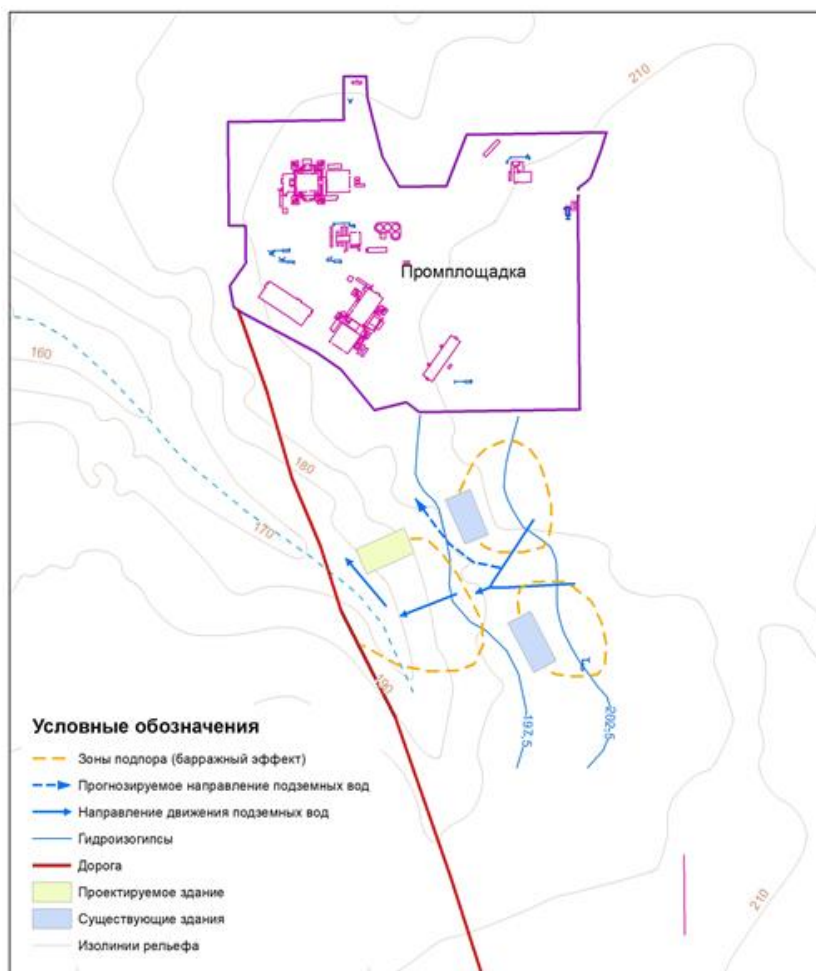 210
Промплощадка
160
180
170
190
197,5
202,5
210
Условные обозначения
Зоны подпора (барражный эффект)
Прогнозируемое направление подземных вод
Направление движения подземных вод
Гидроизогипсы
Дорога
Проектируемое здание
Существующие здания
Изолинии рельефа